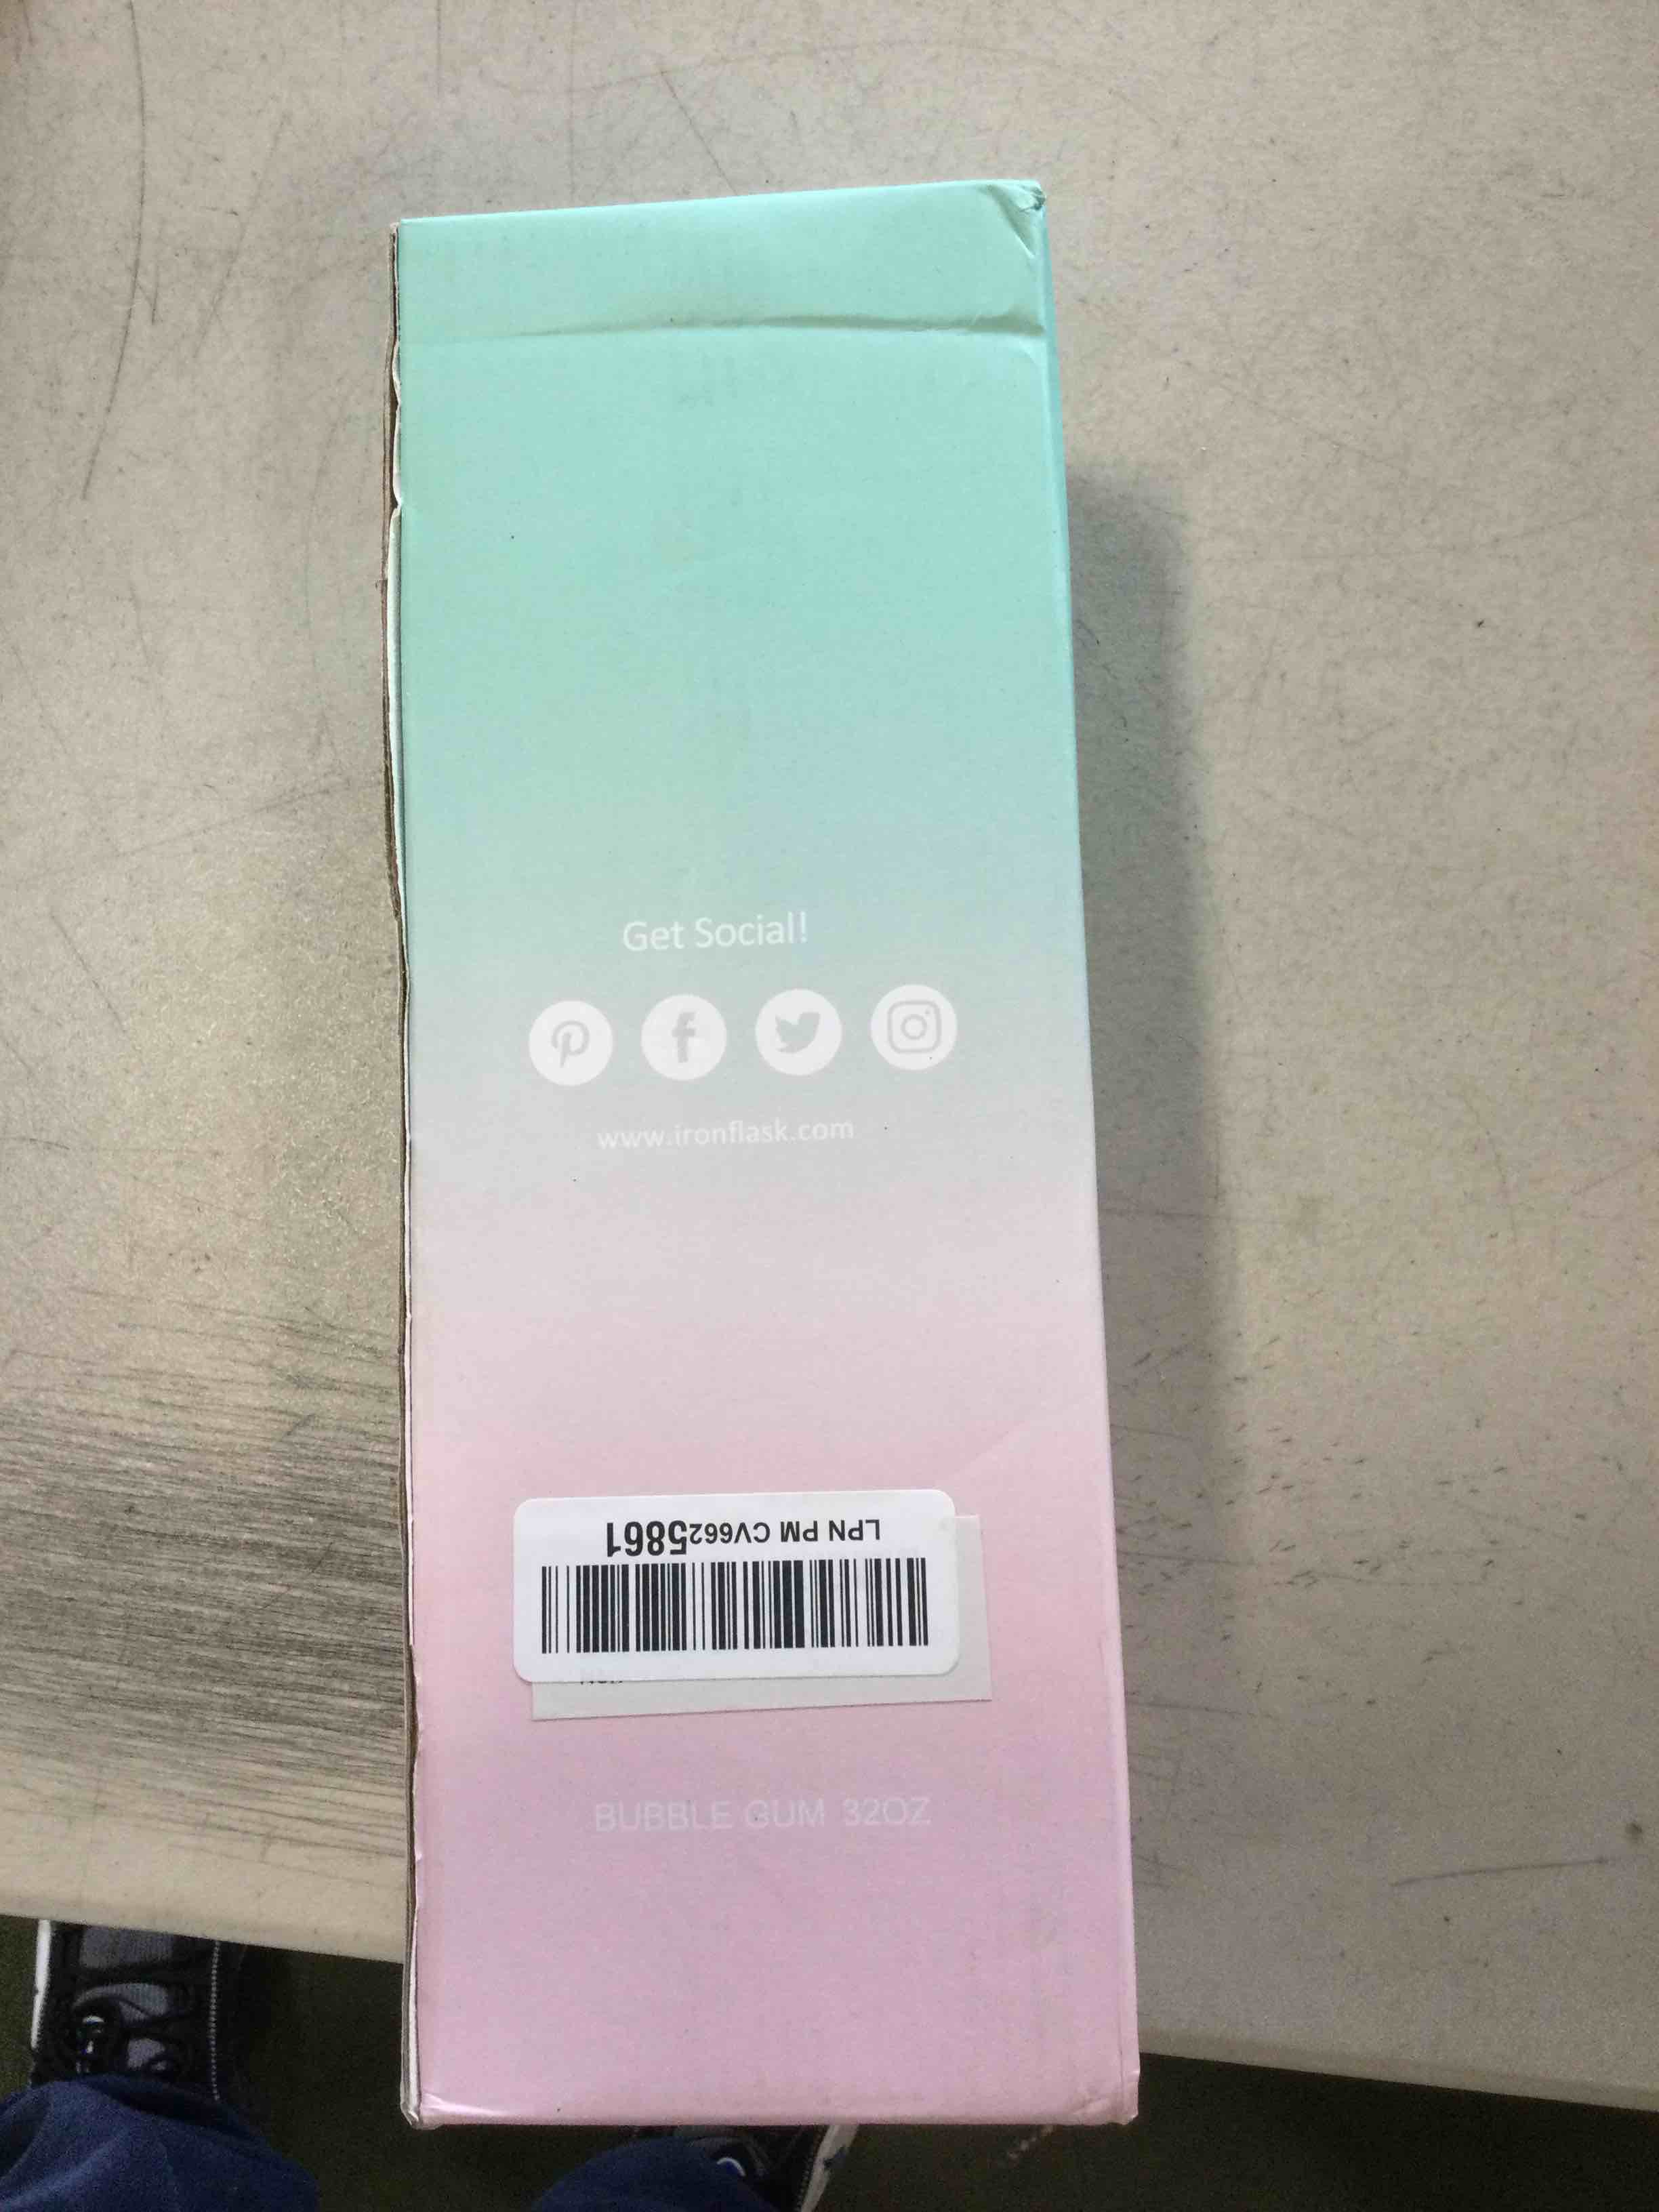 Get Social!
www.ironflask.com
LPN PM CV6625861
BUBBLE GUM 32OZ